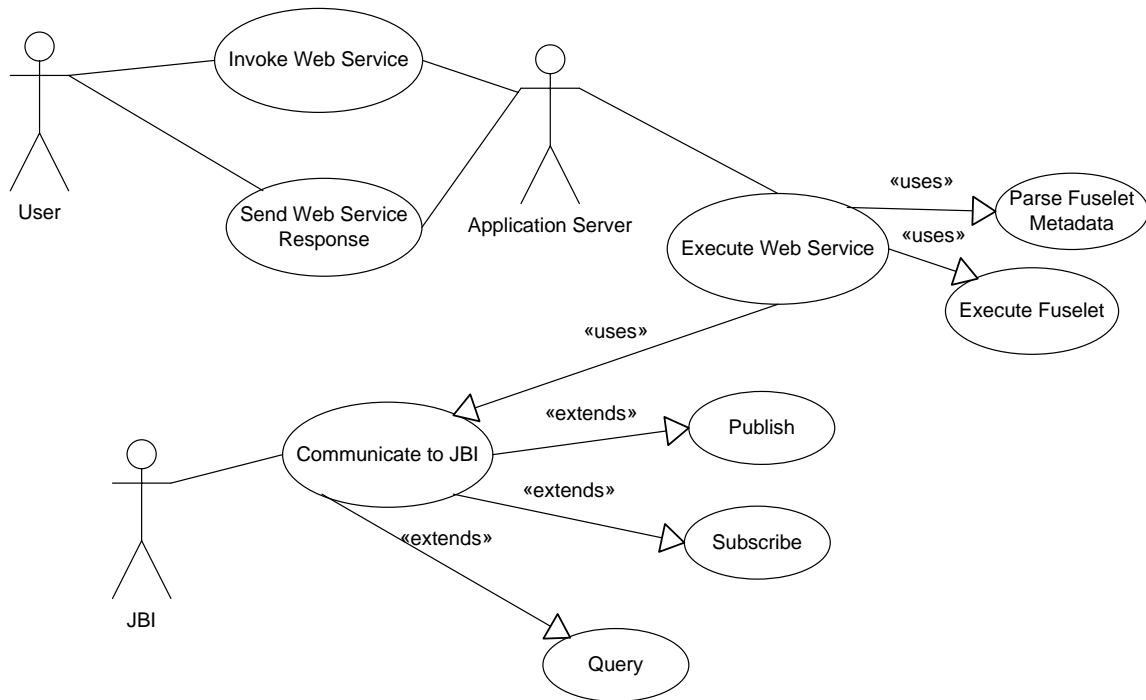 Invoke Web Service
User
Send Web Service
Response
Application Server
«uses»
Parse Fuselet
Metadata
«uses»
Execute Web Service
Execute Fuselet
«uses»
«extends»
Publish
Communicate to JBI
«extends»
«extends»
Subscribe
JBI
Query